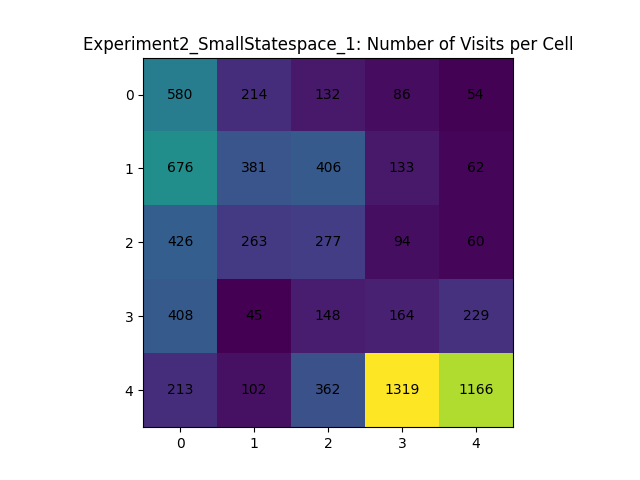 Experiment2_SmallStatespace_1: Number of Visits per Cell
0 580 214 132 86 54
1 676 381 406 133 62
2 426 263 277 94 60
3 408 45 148 164 229
4 213 102 362 1319 1166
0 1 2 3 4